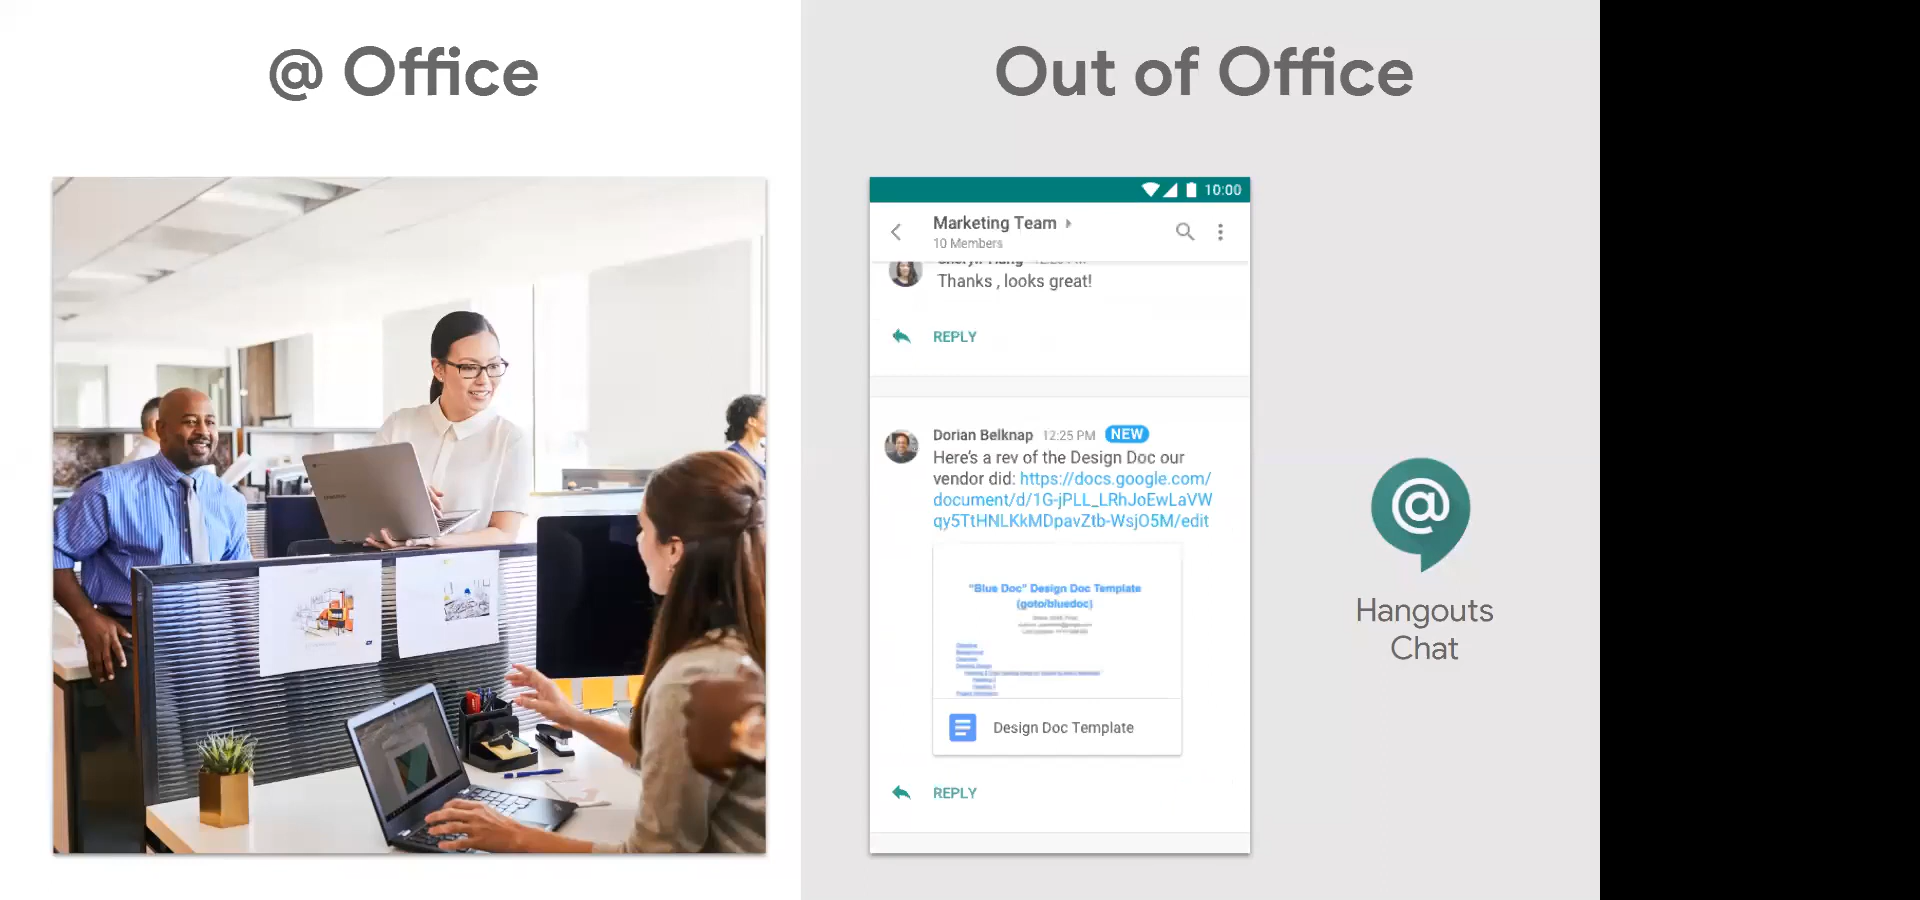 @ Office
Out of Office
10:00
Marketing Team
10 Members
Thanks , looks great!
REPLY
Dorian Belknap 12:25 PM NEW
Here's a rev of the Design Doc our
vendor did: https://docs.google.com/
document/d/1G-jPLL_LRhJoEwLaVW
qy5TtHNLKkMDpavZtb-WsjO5M/edit
"Blue Doc" Design Doc Template
(goto/bluedoc)
Design Doc Template
REPLY
@
Hangouts
Chat